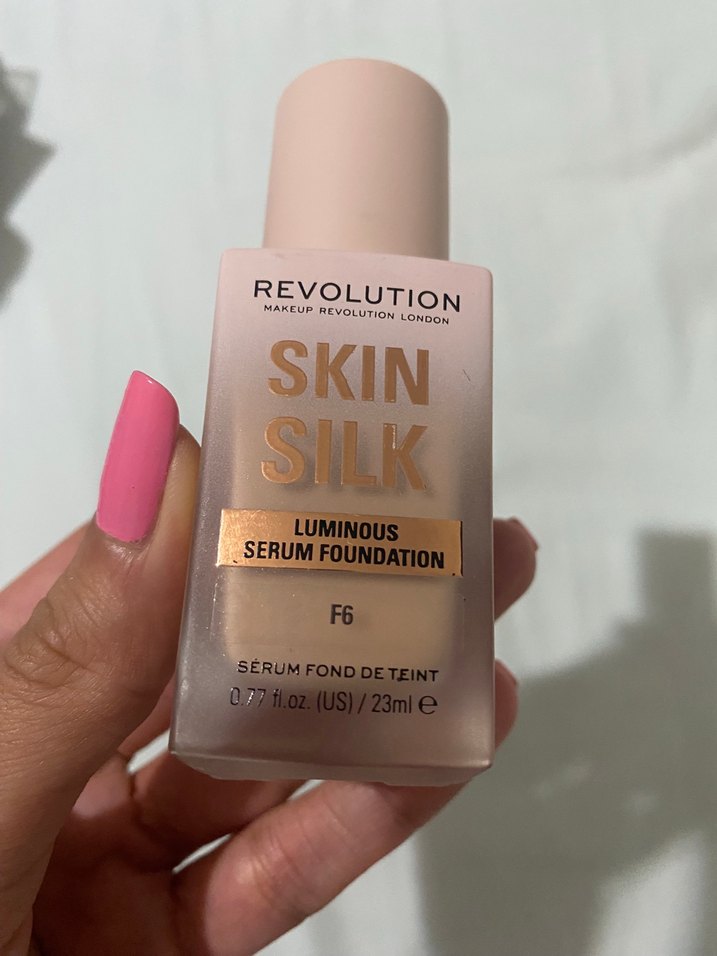 REVOLUTION
MAKEUP REVOLUTION LONDON
SKIN
SILK
LUMINOUS
SERUM FOUNDATION
F6
SÉRUM FOND DE TEINT
0.77 fl.oz. (US) / 23ml ℮